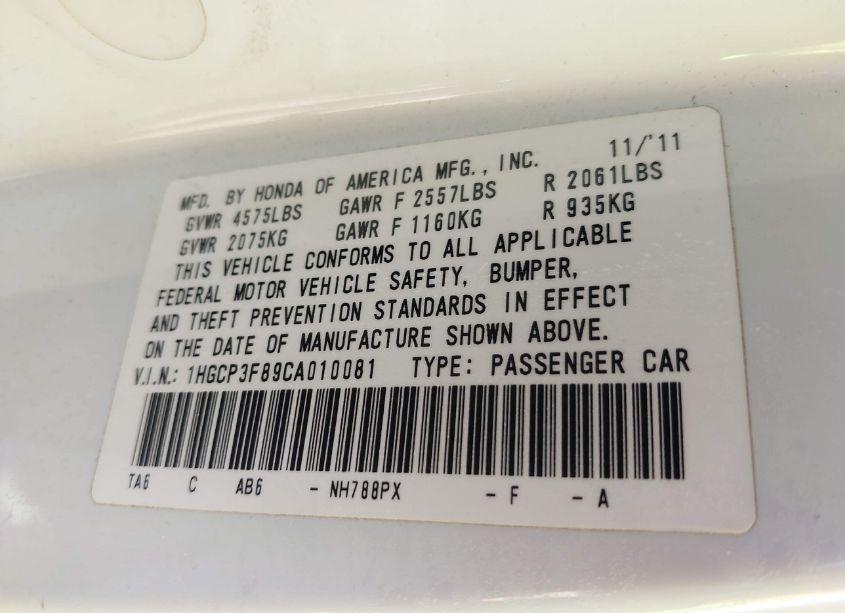 MFD. BY HONDA OF AMERICA MFG., INC. 11/'11
GVWR 4575LBS GAWR F 2557LBS R 2061LBS
GVWR 2075KG GAWR F 1160KG R 935KG
THIS VEHICLE CONFORMS TO ALL APPLICABLE
FEDERAL MOTOR VEHICLE SAFETY, BUMPER,
AND THEFT PREVENTION STANDARDS IN EFFECT
ON THE DATE OF MANUFACTURE SHOWN ABOVE.
V.I.N.: 1HGCP3F89CA010081 TYPE: PASSENGER CAR
TA6 C AB6 - NH788PX - F - A